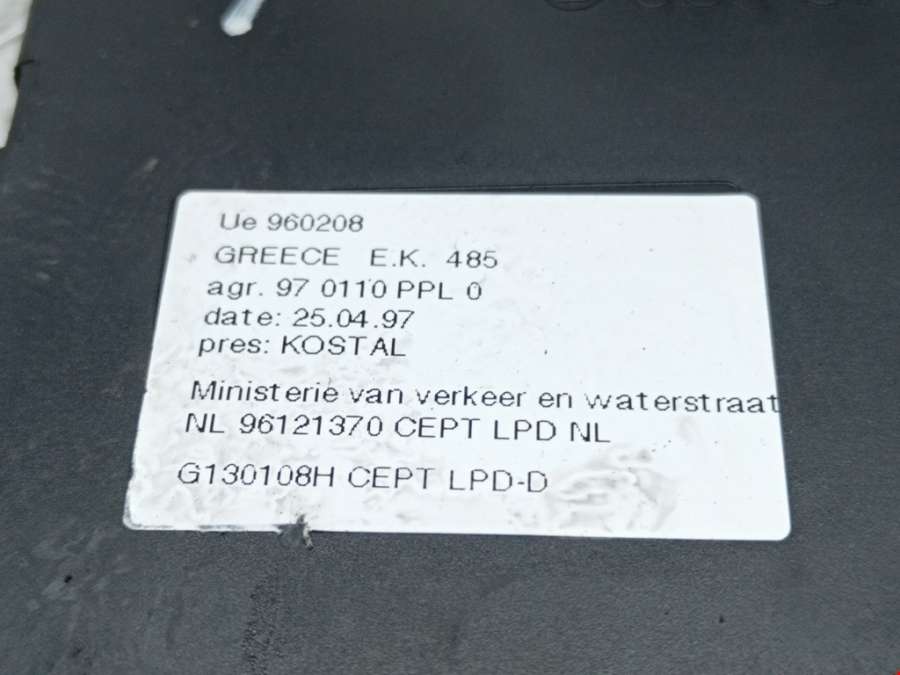 Ue 960208
GREECE E.K. 485
agr. 97 0110 PPL 0
date: 25.04.97
pres: KOSTAL
Ministerie van verkeer en waterstraat
NL 96121370 CEPT LPD NL
G130108H CEPT LPD-D